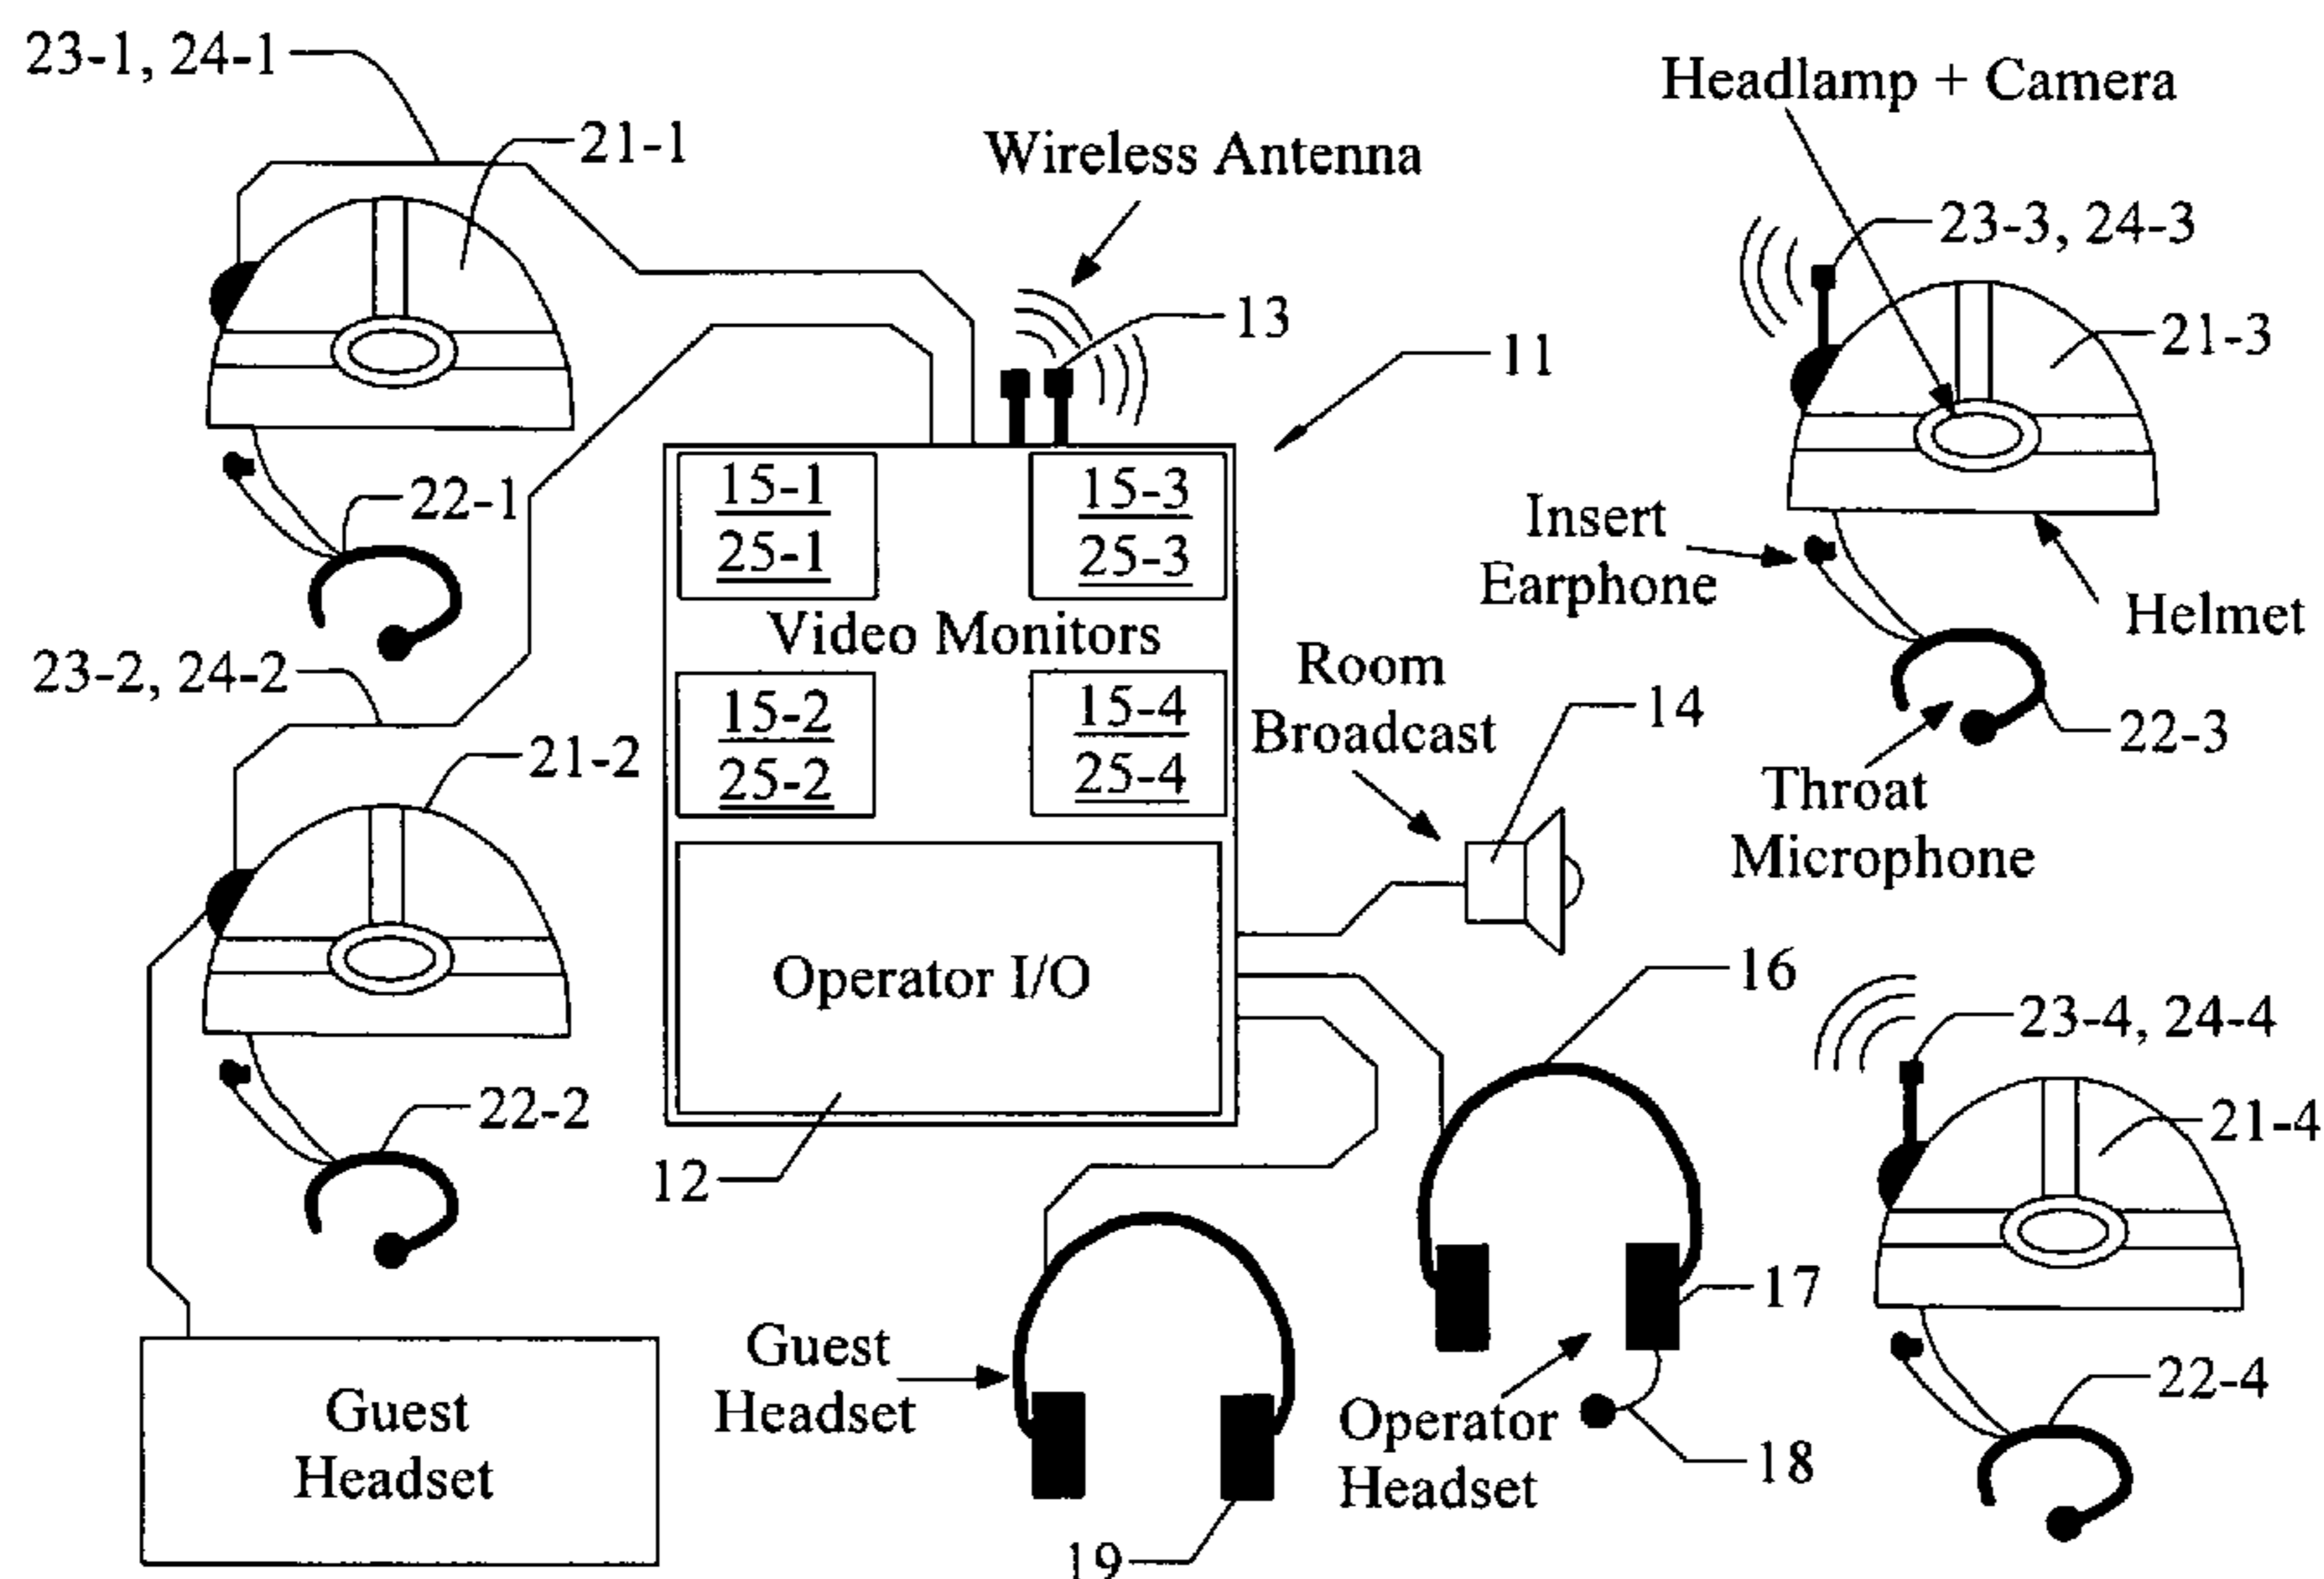 23-1, 24-1
21-1
Wireless Antenna
Headlamp + Camera
23-3, 24-3
13
11
21-3
15-1
25-1
15-3
25-3
22-1
Insert
Earphone
Helmet
Video Monitors
23-2, 24-2
15-2
25-2
15-4
25-4
Room
Broadcast
14
22-3
21-2
Throat
Microphone
Operator I/O
16
23-4, 24-4
22-2
12
21-4
17
Guest
Headset
Operator
Headset
18
22-4
Guest
Headset
19